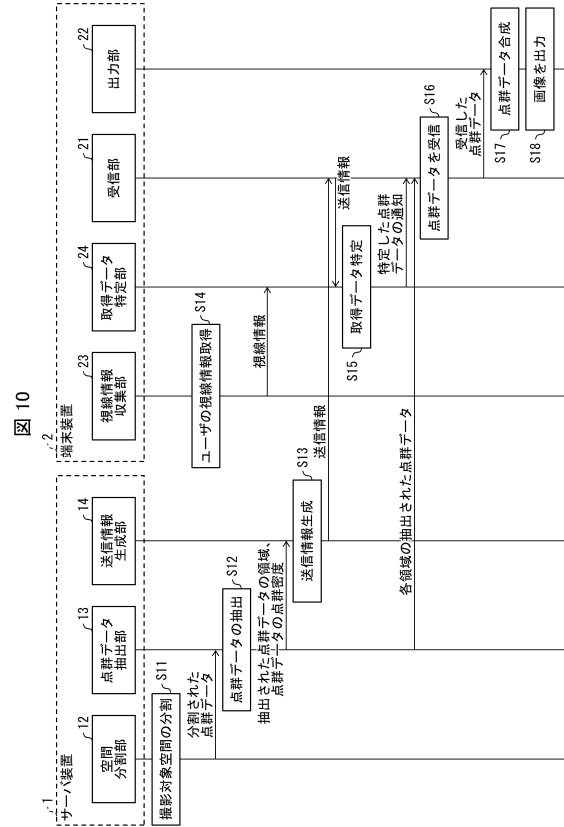 図 10
1
サーバ装置
12
空間
分割部
13
点群データ
抽出部
14
送信情報
生成部
2
端末装置
23
視線情報
収集部
24
取得データ
特定部
21
受信部
22
出力部
撮影対象空間の分割
S11
分割された
点群データ
点群データの抽出
S12
抽出された点群データの領域、
点群データの点群密度
送信情報生成
S13
送信情報
ユーザの視線情報取得
S14
視線情報
送信情報
取得データ特定
S15
特定した点群
データの通知
各領域の抽出された点群データ
点群データを受信
S16
受信した
点群データ
点群データ合成
S17
画像を出力
S18